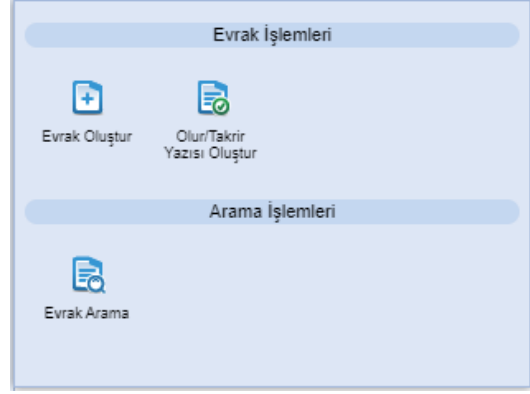 Evrak İşlemleri
Evrak Oluştur
Olur/Takrir
Yazısı Oluştur
Arama İşlemleri
Evrak Arama